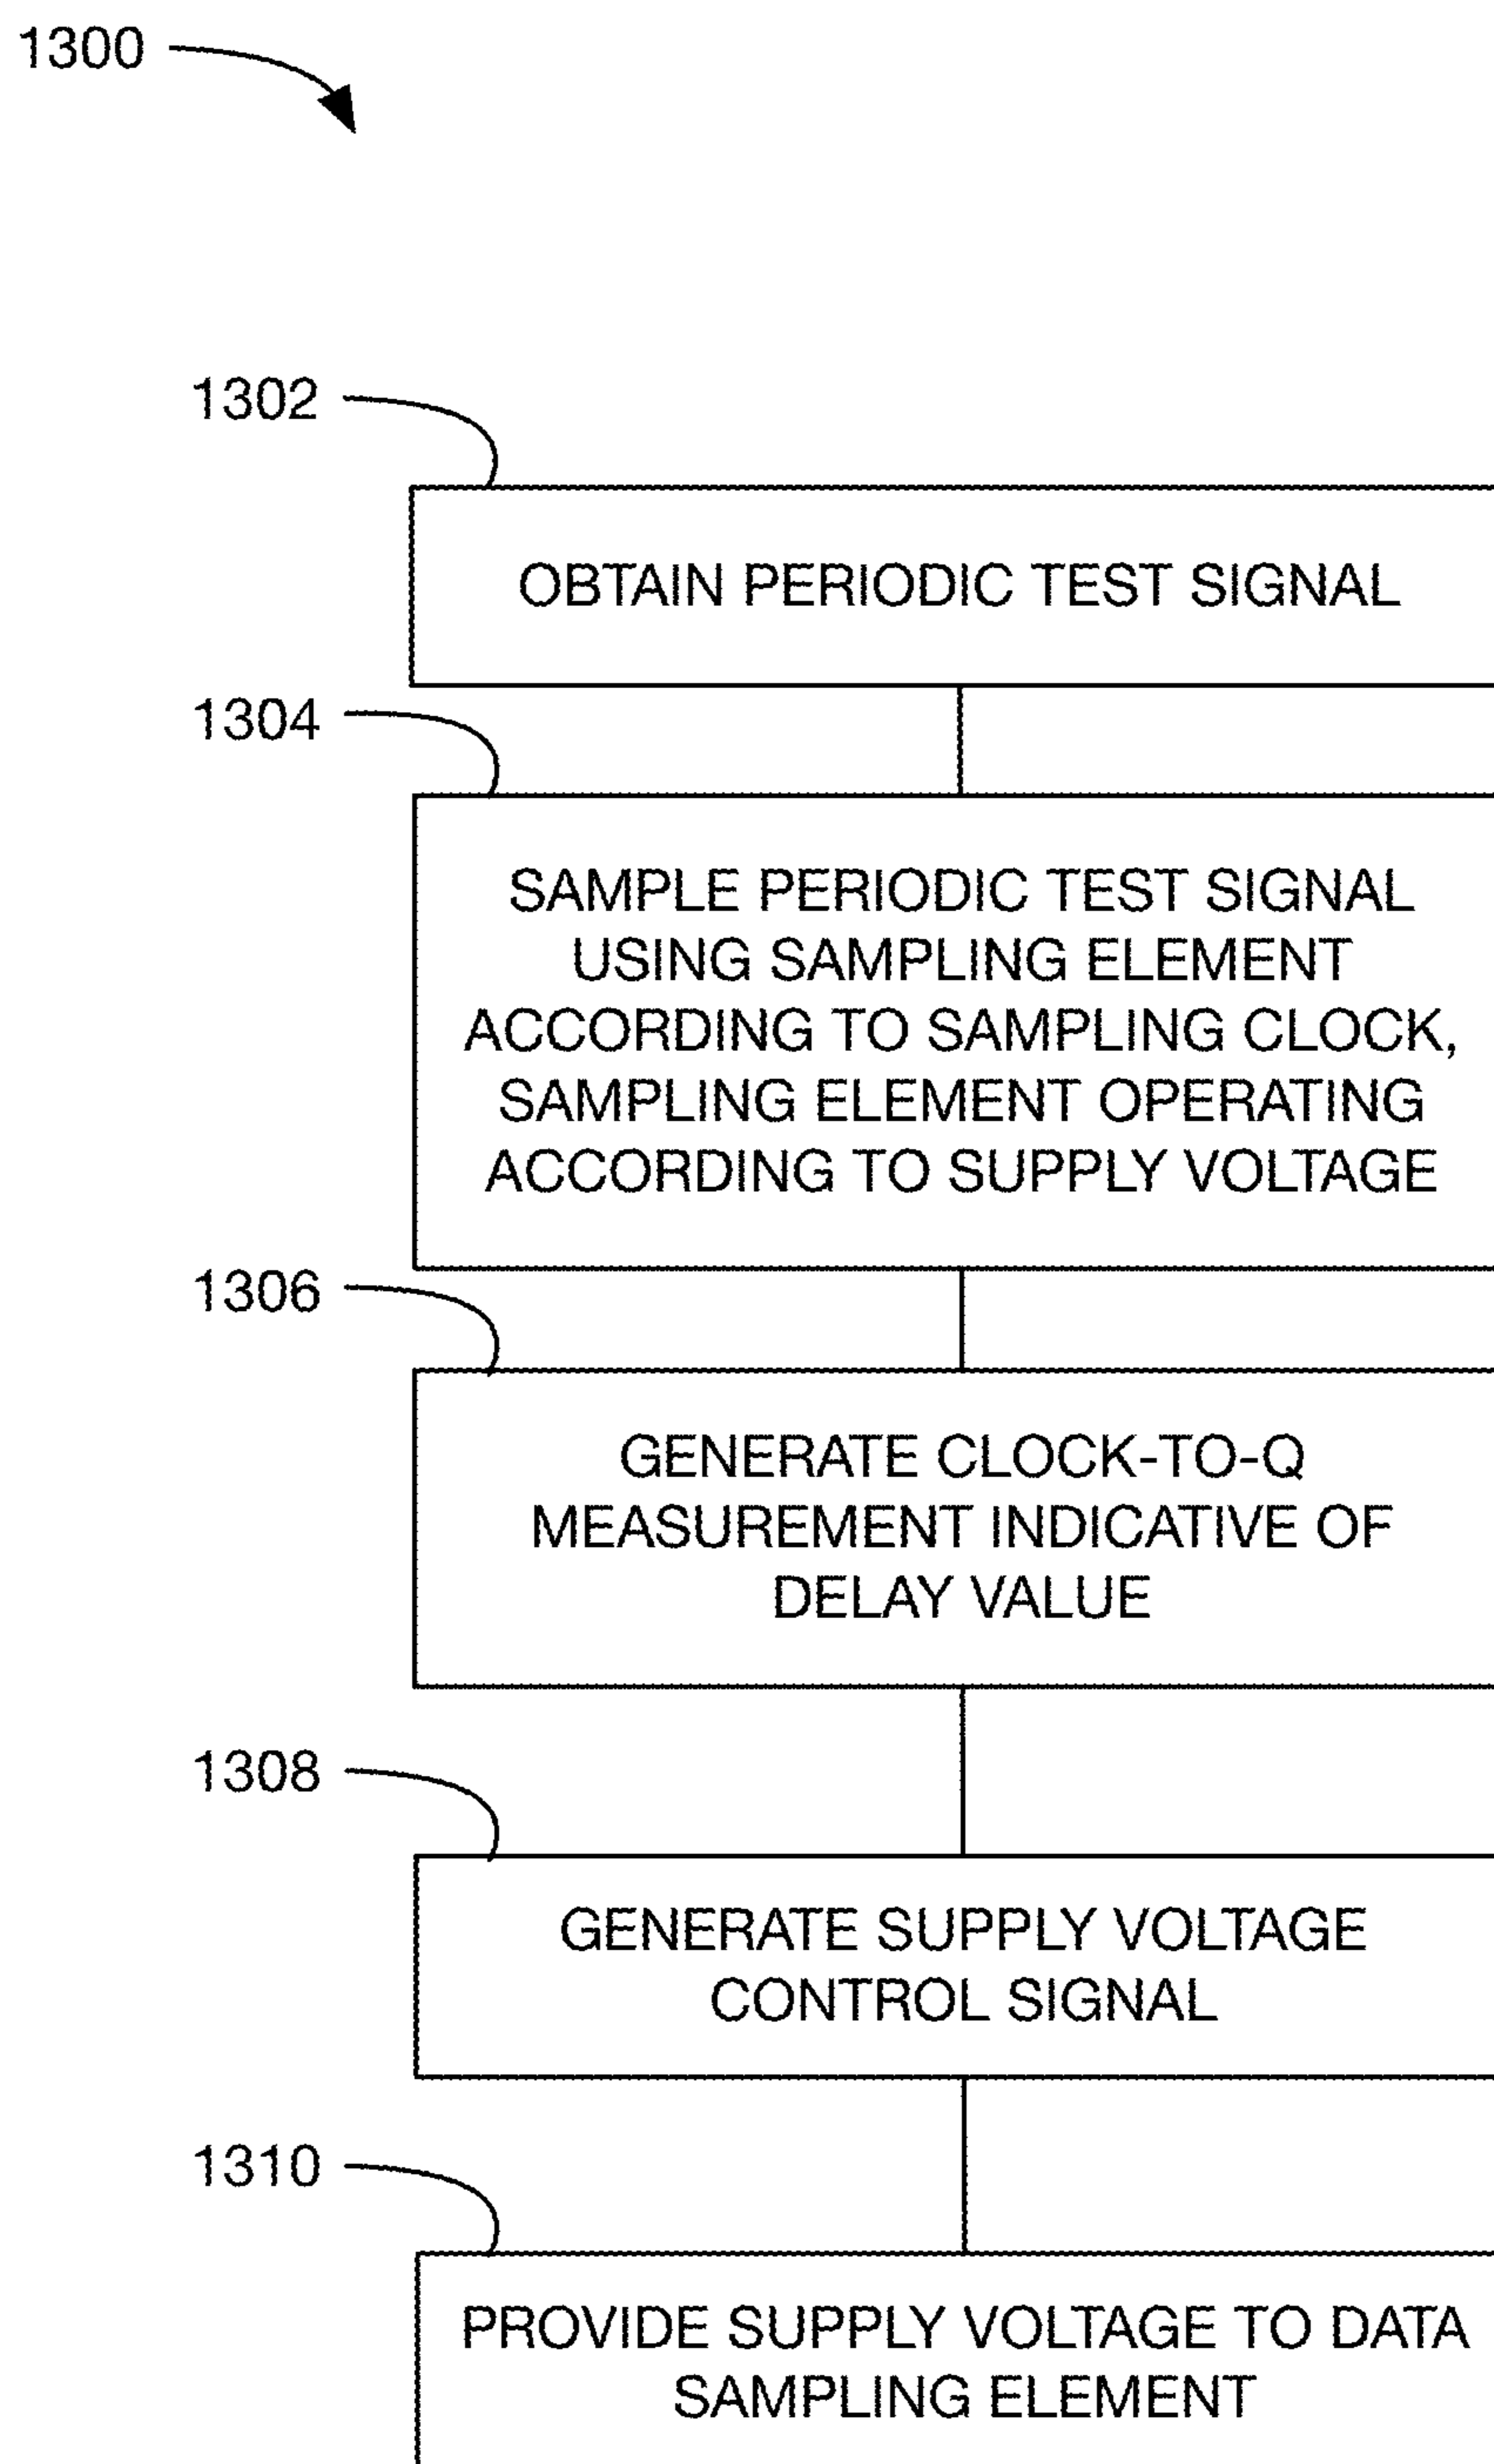 1300
1302
OBTAIN PERIODIC TEST SIGNAL
1304
SAMPLE PERIODIC TEST SIGNAL
USING SAMPLING ELEMENT
ACCORDING TO SAMPLING CLOCK,
SAMPLING ELEMENT OPERATING
ACCORDING TO SUPPLY VOLTAGE
1306
GENERATE CLOCK-TO-Q
MEASUREMENT INDICATIVE OF
DELAY VALUE
1308
GENERATE SUPPLY VOLTAGE
CONTROL SIGNAL
1310
PROVIDE SUPPLY VOLTAGE TO DATA
SAMPLING ELEMENT